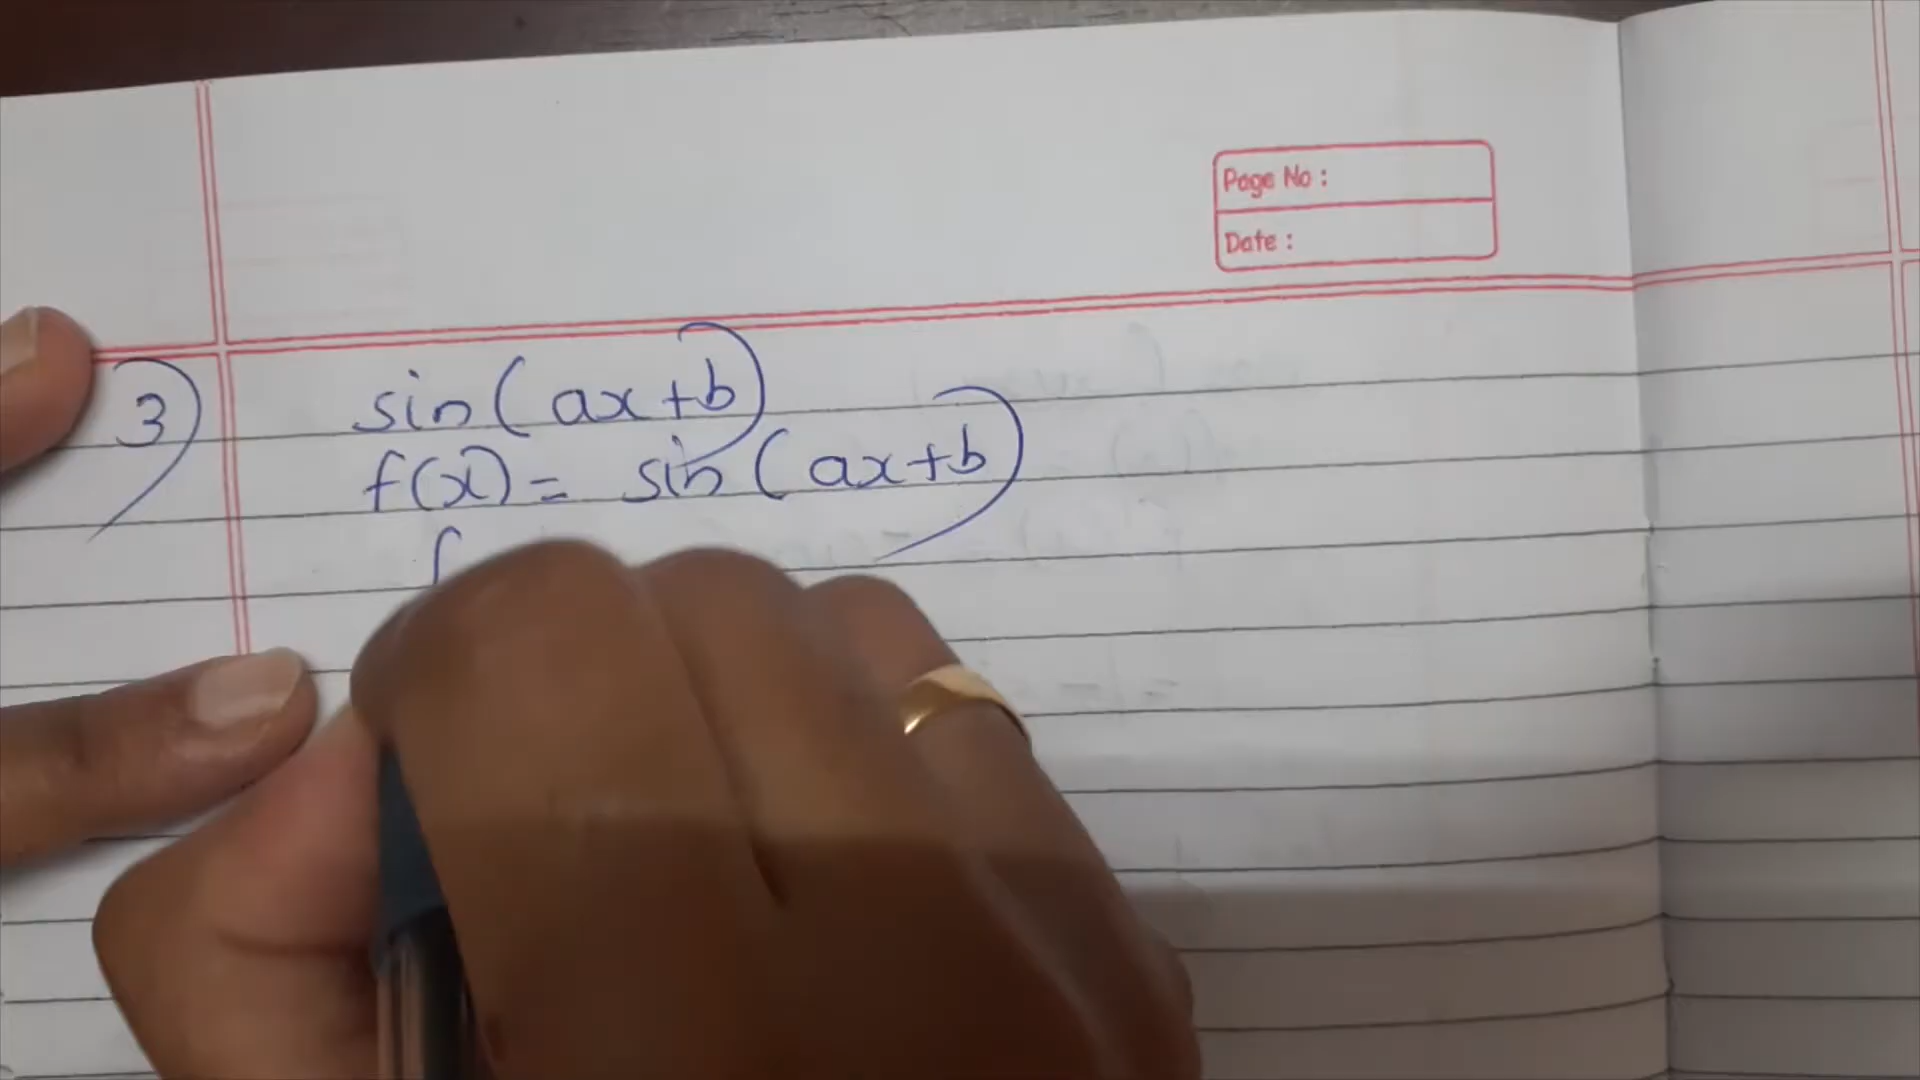 Page No :
Date :
3) sin(ax+b)
f(x) = sin(ax+b)
f